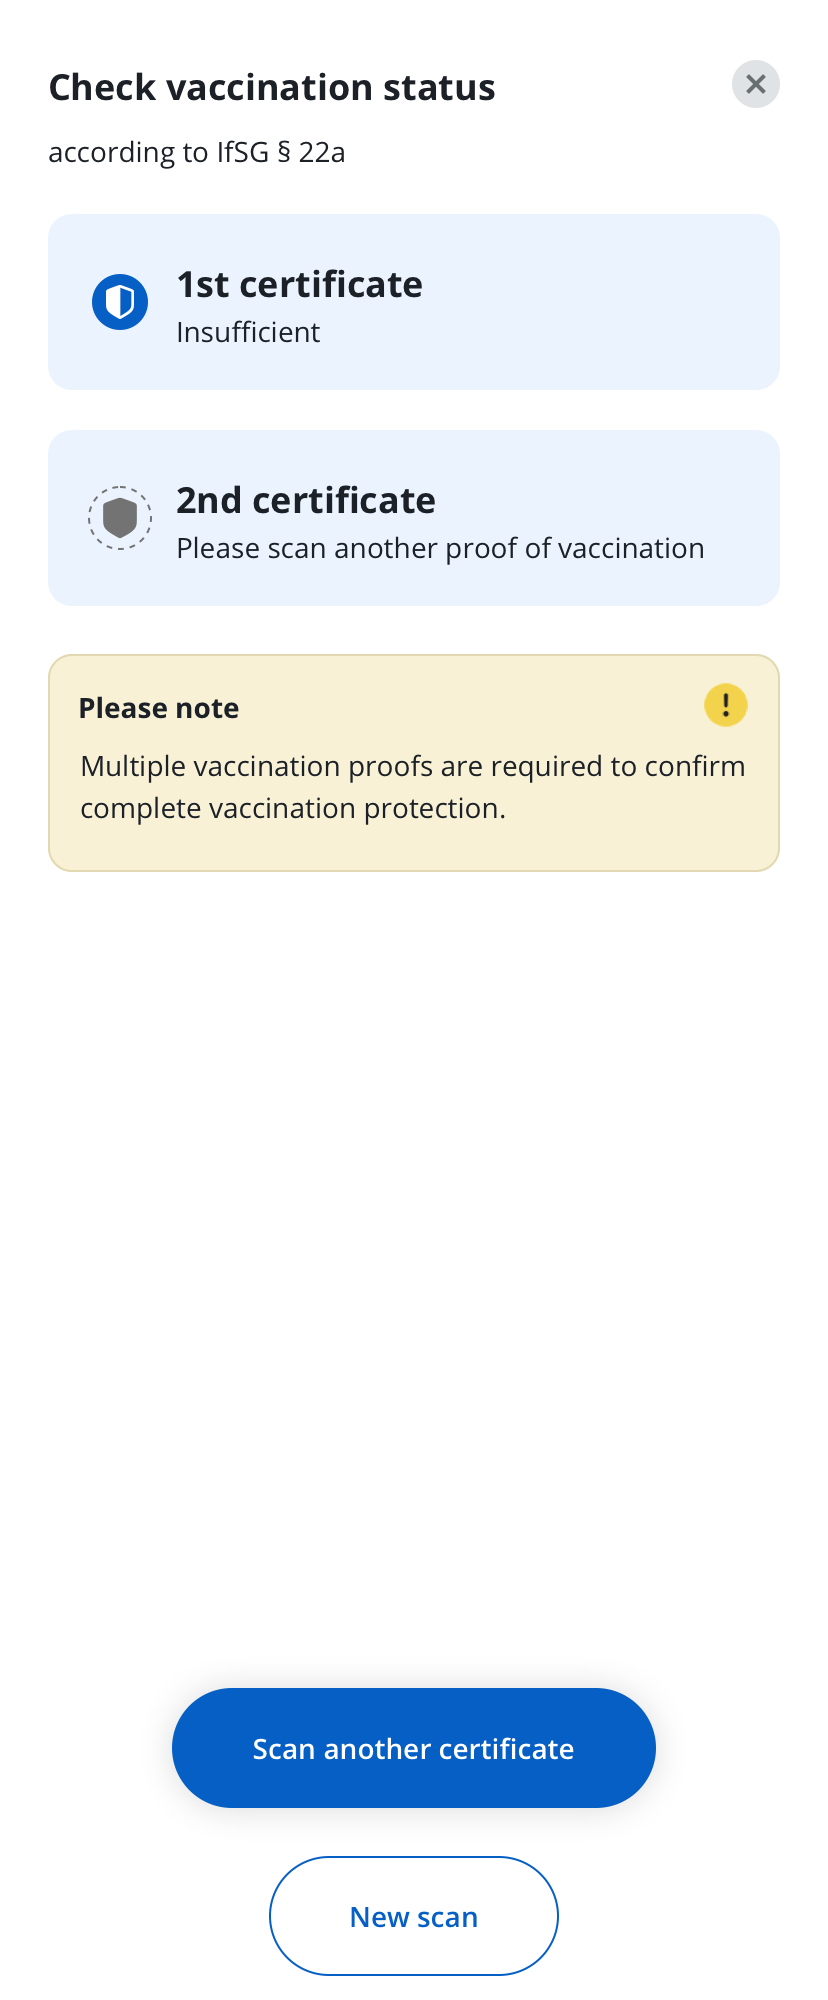 Check vaccination status
according to IfSG § 22a
1st certificate
Insufficient
2nd certificate
Please scan another proof of vaccination
Please note
Multiple vaccination proofs are required to confirm
complete vaccination protection.
Scan another certificate
New scan